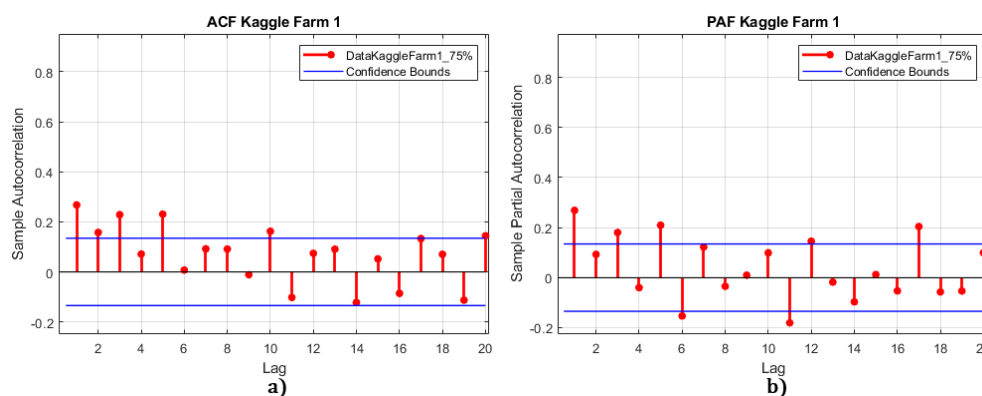 ACF Kaggle Farm 1
DataKaggleFarm1_75%
Confidence Bounds
Sample Autocorrelation
0.8
0.6
0.4
0.2
0
-0.2
2 4 6 8 10 12 14 16 18 20
Lag
a)
PAF Kaggle Farm 1
DataKaggleFarm1_75%
Confidence Bounds
Sample Partial Autocorrelation
0.8
0.6
0.4
0.2
0
-0.2
2 4 6 8 10 12 14 16 18
Lag
b)